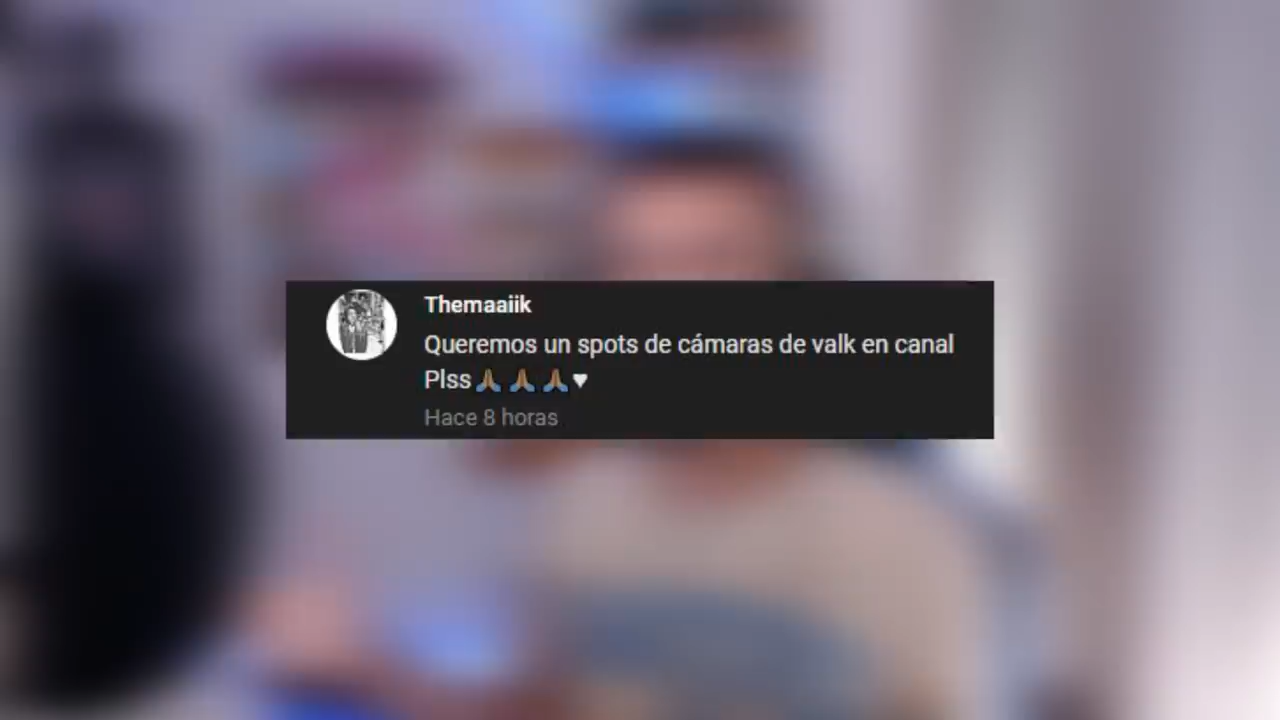 Themaaiik
Queremos un spots de cámaras de valk en canal
Plss🙏🏾🙏🏾🙏🏾♥
Hace 8 horas